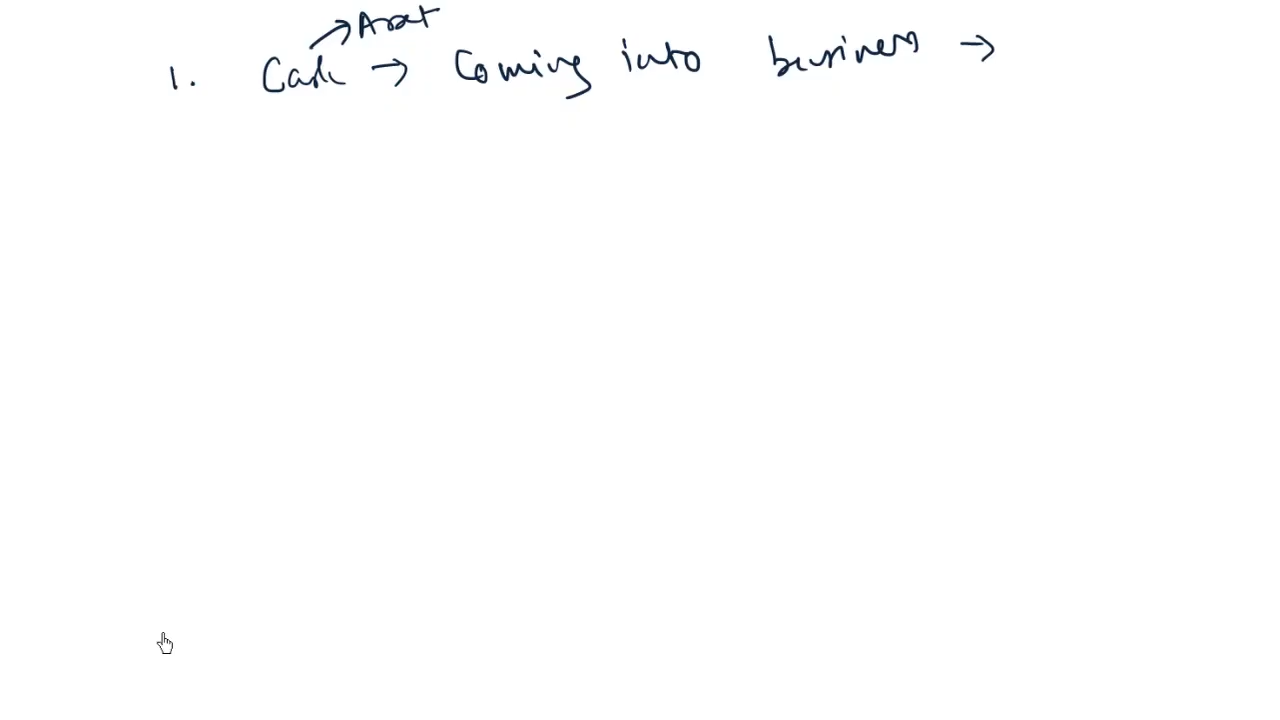 → Asset
1. Cash → Coming into business →